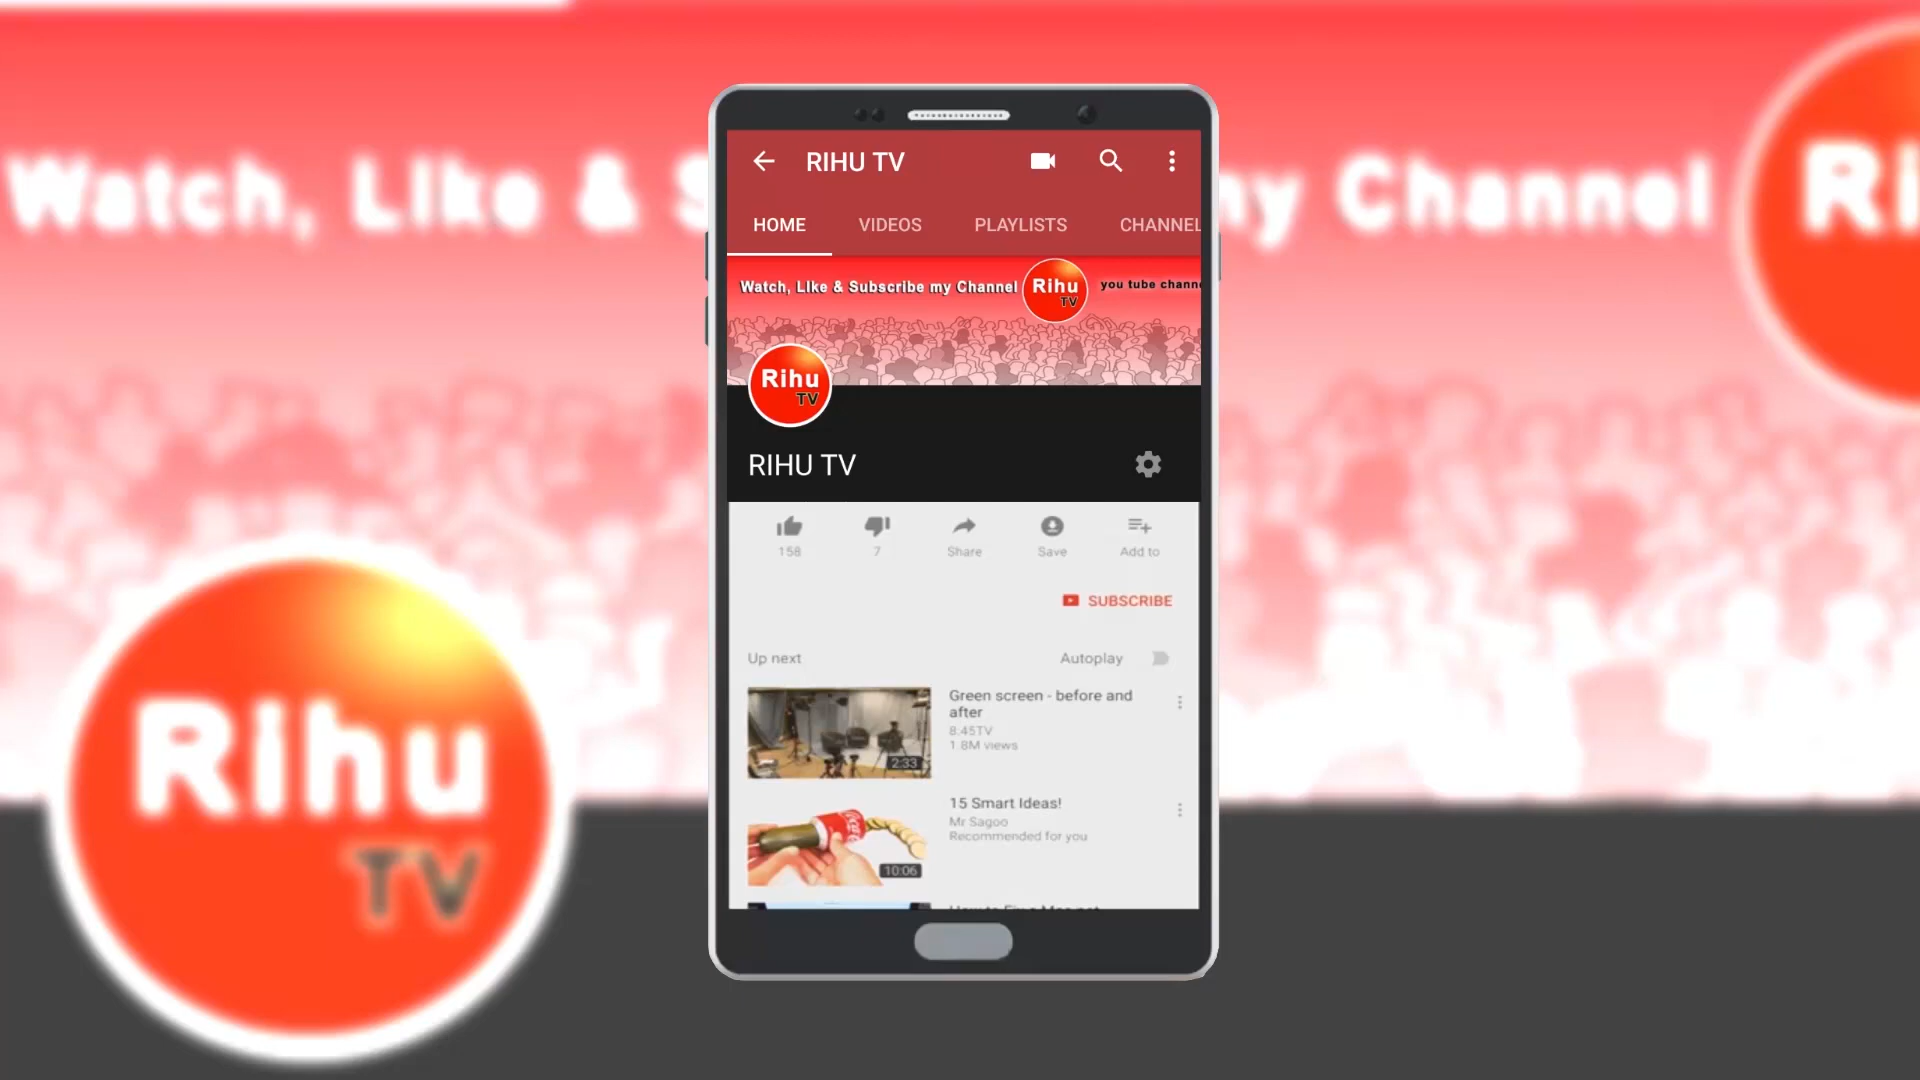 Watch, LIke & S
my Channel
Ri
RIHU TV
HOME VIDEOS PLAYLISTS CHANNEL
Watch, LIke & Subscribe my Channel
Rihu
TV
you tube chann
Rihu
TV
RIHU TV
158 7 Share Save Add to
SUBSCRIBE
Up next Autoplay
Green screen - before and
after
8:45TV
1.8M views
2:33
15 Smart Ideas!
Mr Sagoo
Recommended for you
10:06
Rihu
TV